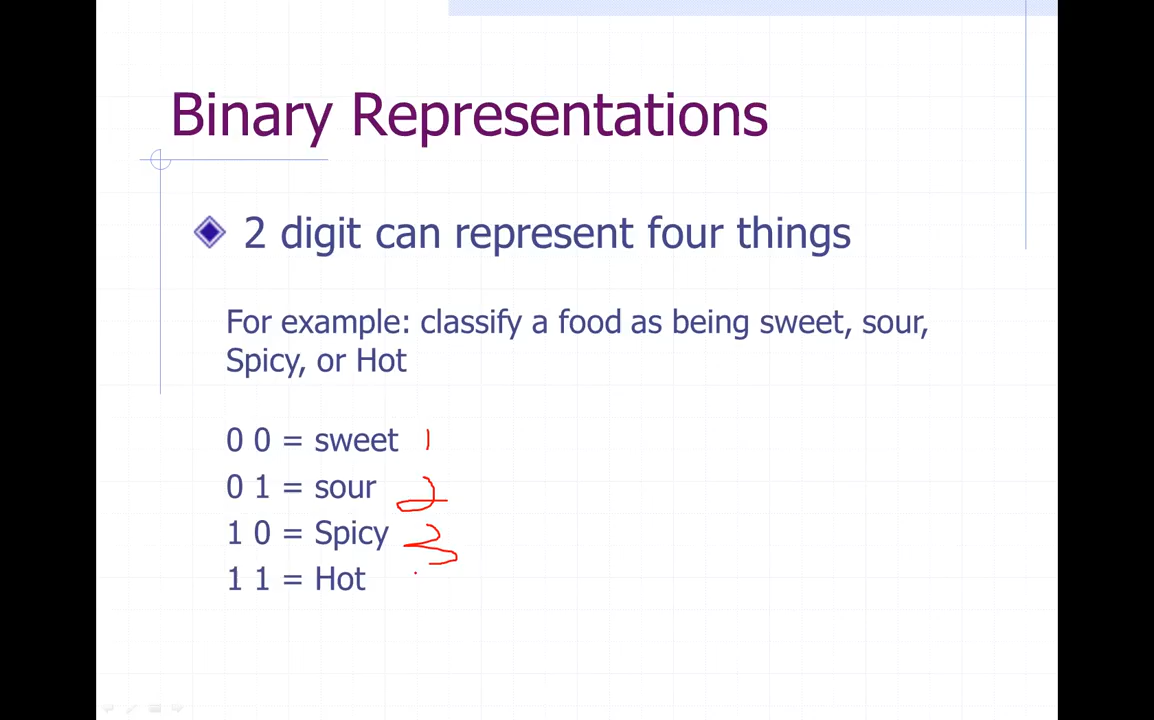 Binary Representations
2 digit can represent four things
For example: classify a food as being sweet, sour,
Spicy, or Hot
0 0 = sweet 1
0 1 = sour 2
1 0 = Spicy 3
1 1 = Hot